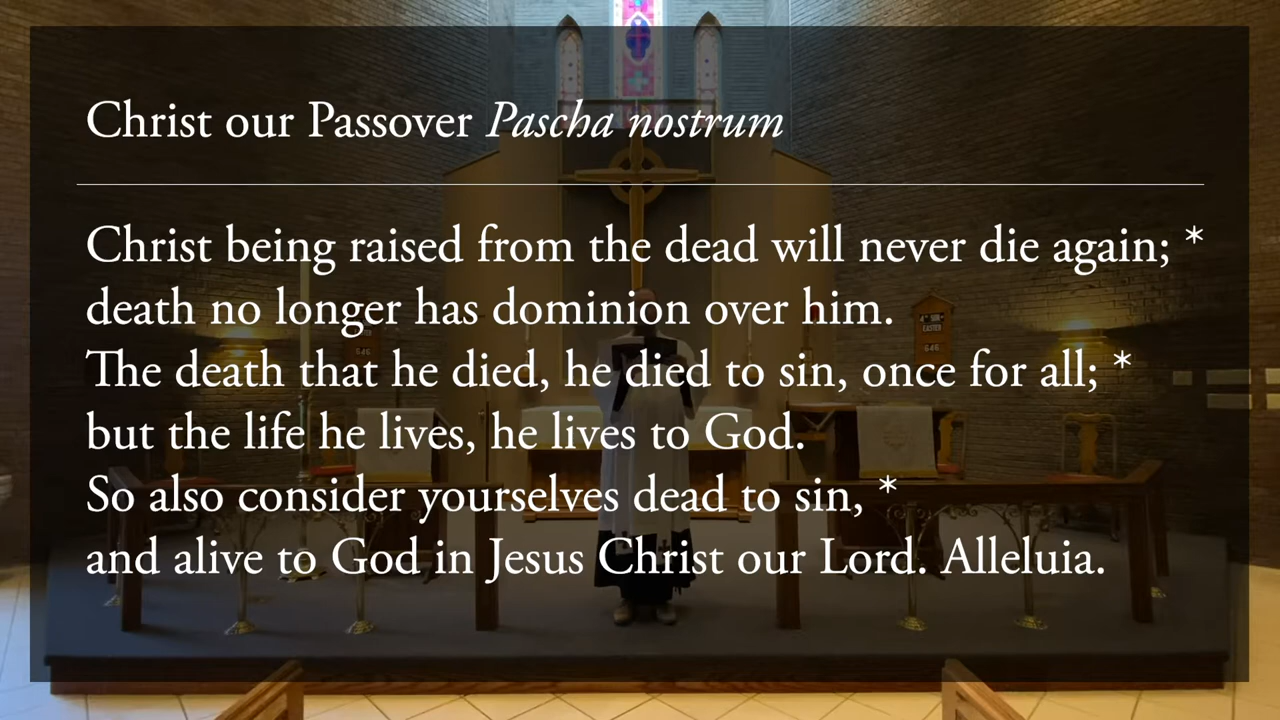 Christ our Passover Pascha nostrum
Christ being raised from the dead will never die again; *
death no longer has dominion over him.
The death that he died, he died to sin, once for all; *
but the life he lives, he lives to God.
So also consider yourselves dead to sin, *
and alive to God in Jesus Christ our Lord. Alleluia.
EASTER